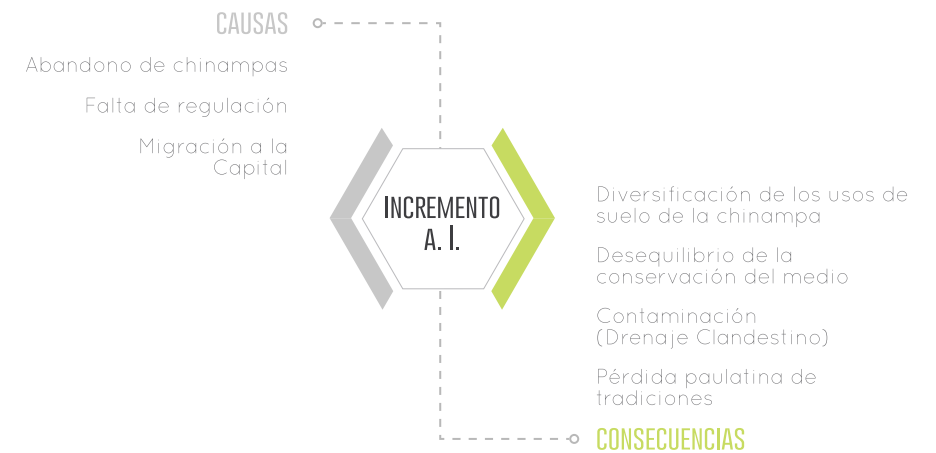 CAUSAS
Abandono de chinampas
Falta de regulación
Migración a la
Capital
INCREMENTO
A. I.
Diversificación de los usos de
suelo de la chinampa
Desequilibrio de la
conservación del medio
Contaminación
(Drenaje Clandestino)
Pérdida paulatina de
tradiciones
CONSECUENCIAS